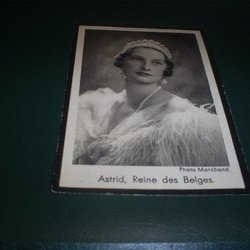 Photo Marchand.
Astrid, Reine des Belges.